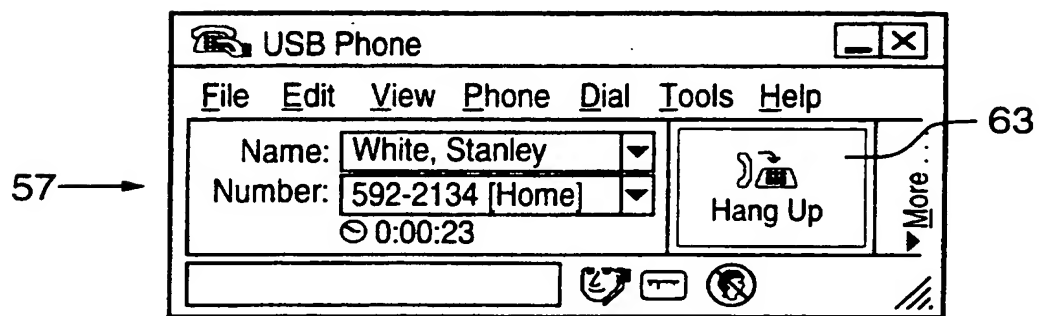 USB Phone
File Edit View Phone Dial Tools Help
Name: White, Stanley
Number: 592-2134 [Home]
0:00:23
Hang Up
More...
57
63